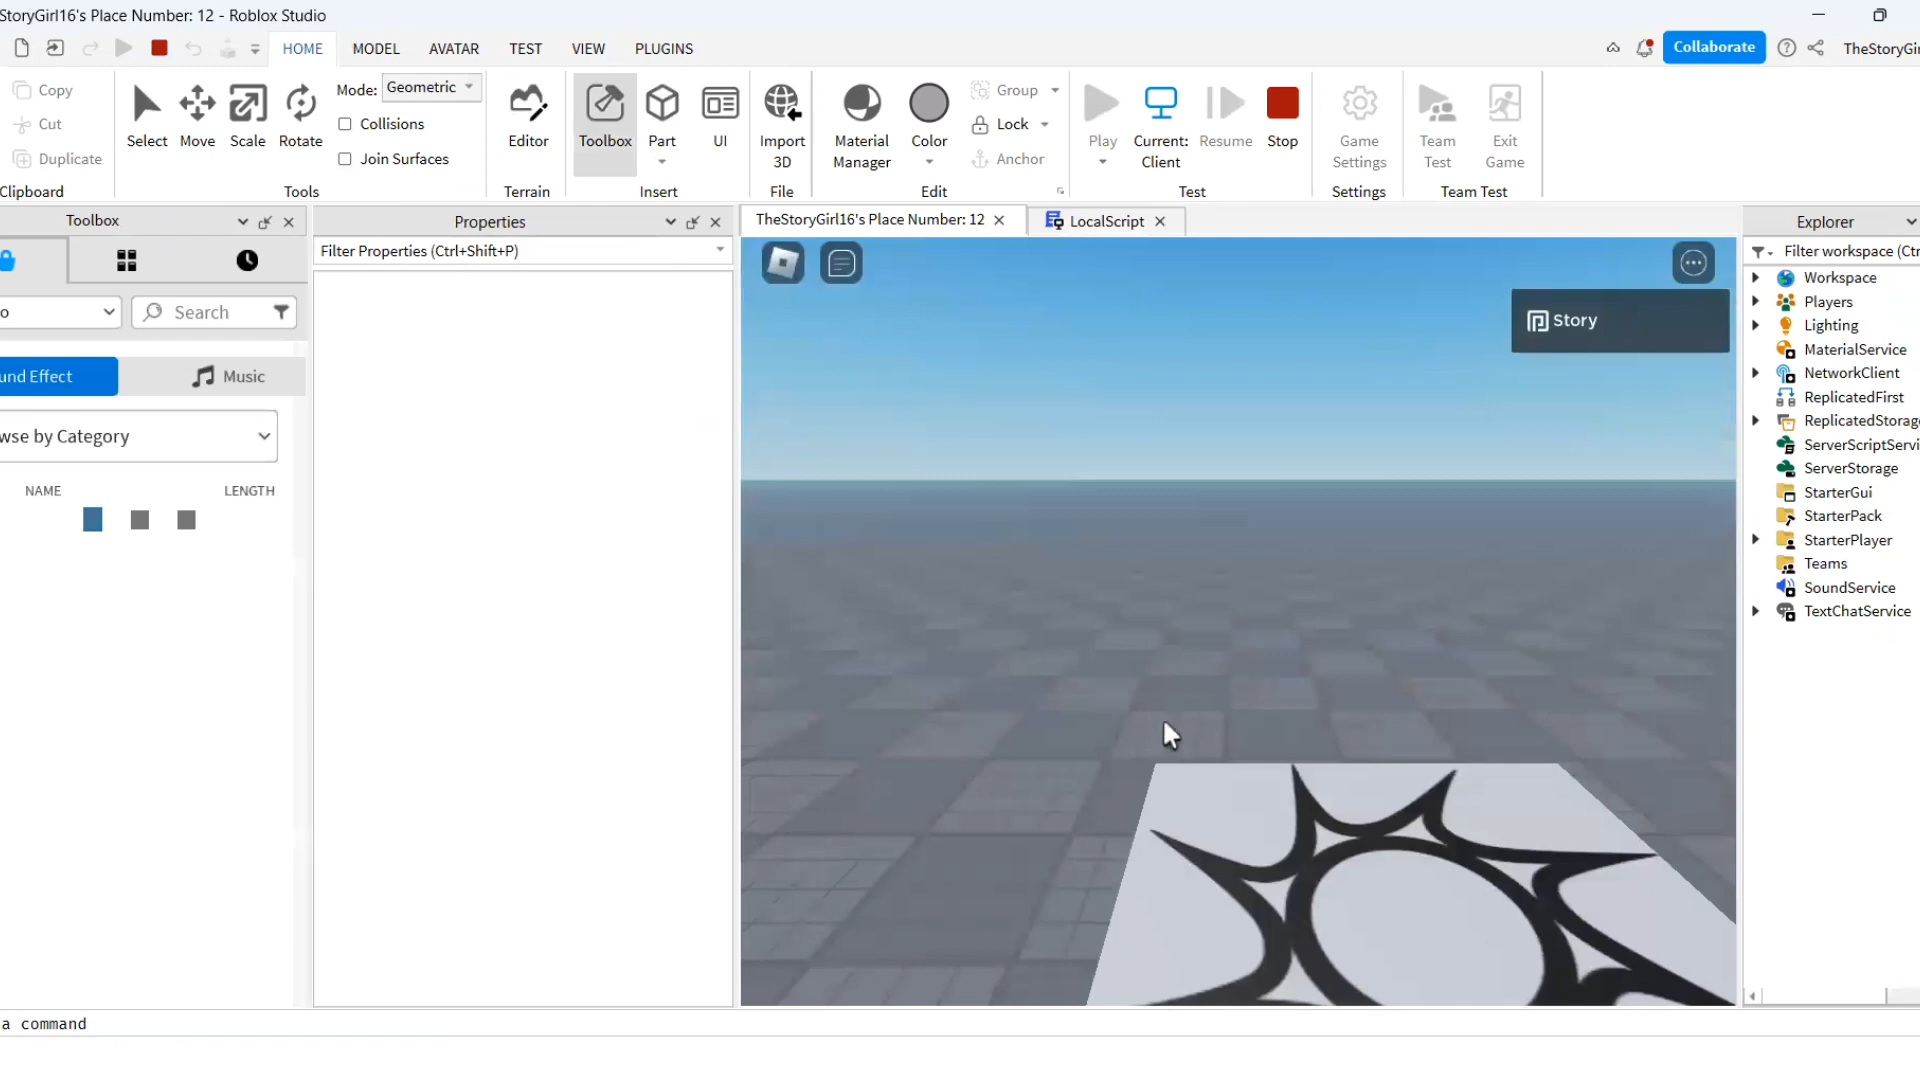 StoryGirl16's Place Number: 12 - Roblox Studio
HOME MODEL AVATAR TEST VIEW PLUGINS
Collaborate
TheStoryGir
Copy
Cut
Duplicate
Clipboard
Select
Move
Scale
Rotate
Mode: Geometric
Collisions
Join Surfaces
Tools
Editor
Terrain
Toolbox
Part
UI
Insert
Import
3D
File
Material
Manager
Color
Group
Lock
Anchor
Edit
Play
Current:
Client
Resume
Stop
Test
Game
Settings
Settings
Team
Test
Exit
Game
Team Test
Toolbox
o
Search
und Effect
Music
wse by Category
NAME
LENGTH
Properties
Filter Properties (Ctrl+Shift+P)
TheStoryGirl16's Place Number: 12
LocalScript
Story
Explorer
Filter workspace (Ctr
Workspace
Players
Lighting
MaterialService
NetworkClient
ReplicatedFirst
ReplicatedStorage
ServerScriptServi
ServerStorage
StarterGui
StarterPack
StarterPlayer
Teams
SoundService
TextChatService
a command